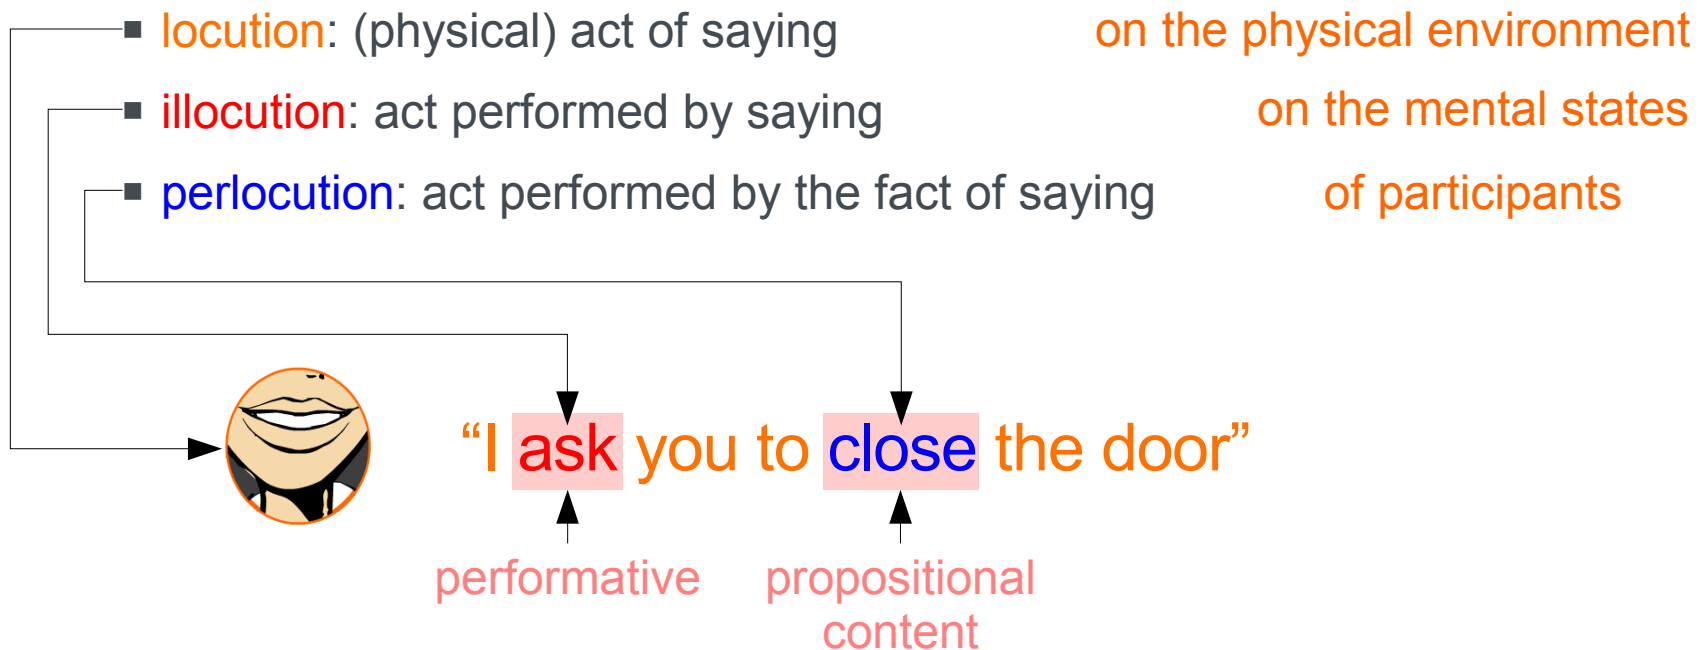 ▪ locution: (physical) act of saying on the physical environment
▪ illocution: act performed by saying on the mental states
▪ perlocution: act performed by the fact of saying of participants
“I ask you to close the door”
performative propositional
content